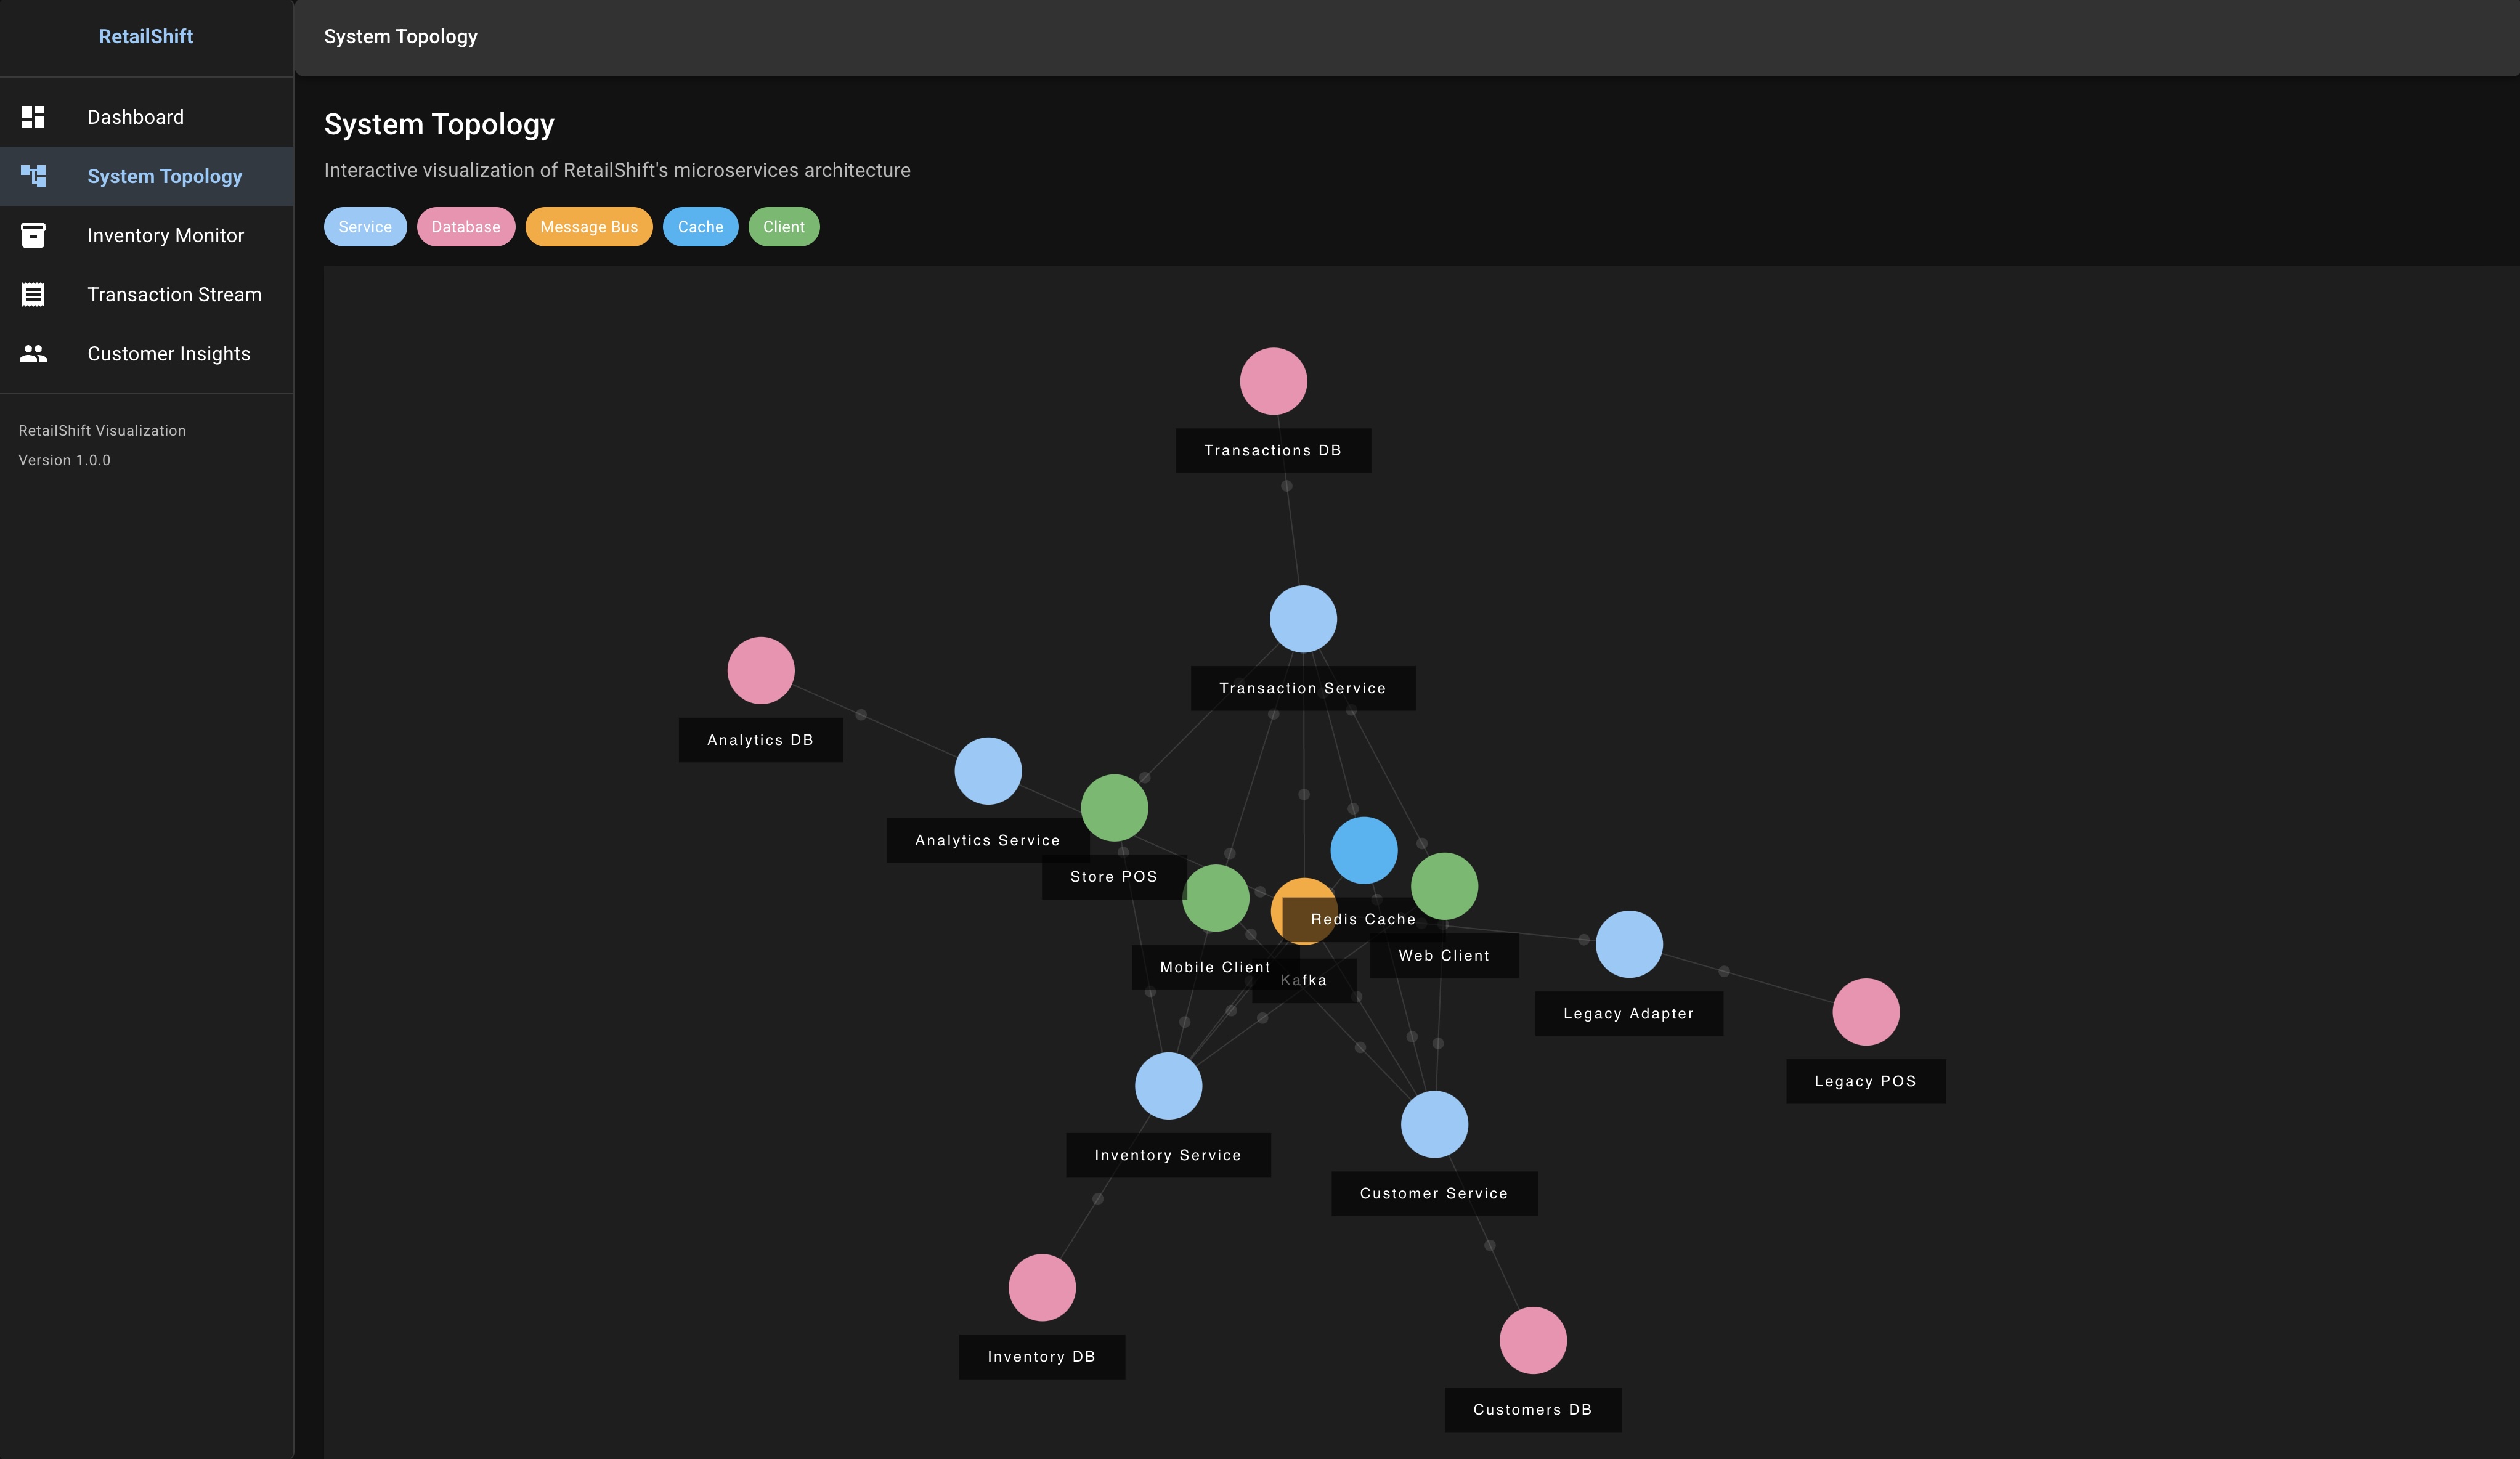 RetailShift
System Topology
Dashboard
System Topology
Inventory Monitor
Transaction Stream
Customer Insights
RetailShift Visualization
Version 1.0.0
System Topology
Interactive visualization of RetailShift's microservices architecture
Service Database Message Bus Cache Client
Transactions DB
Transaction Service
Analytics DB
Analytics Service
Store POS
Redis Cache
Web Client
Mobile Client
Kafka
Legacy Adapter
Legacy POS
Inventory Service
Customer Service
Inventory DB
Customers DB